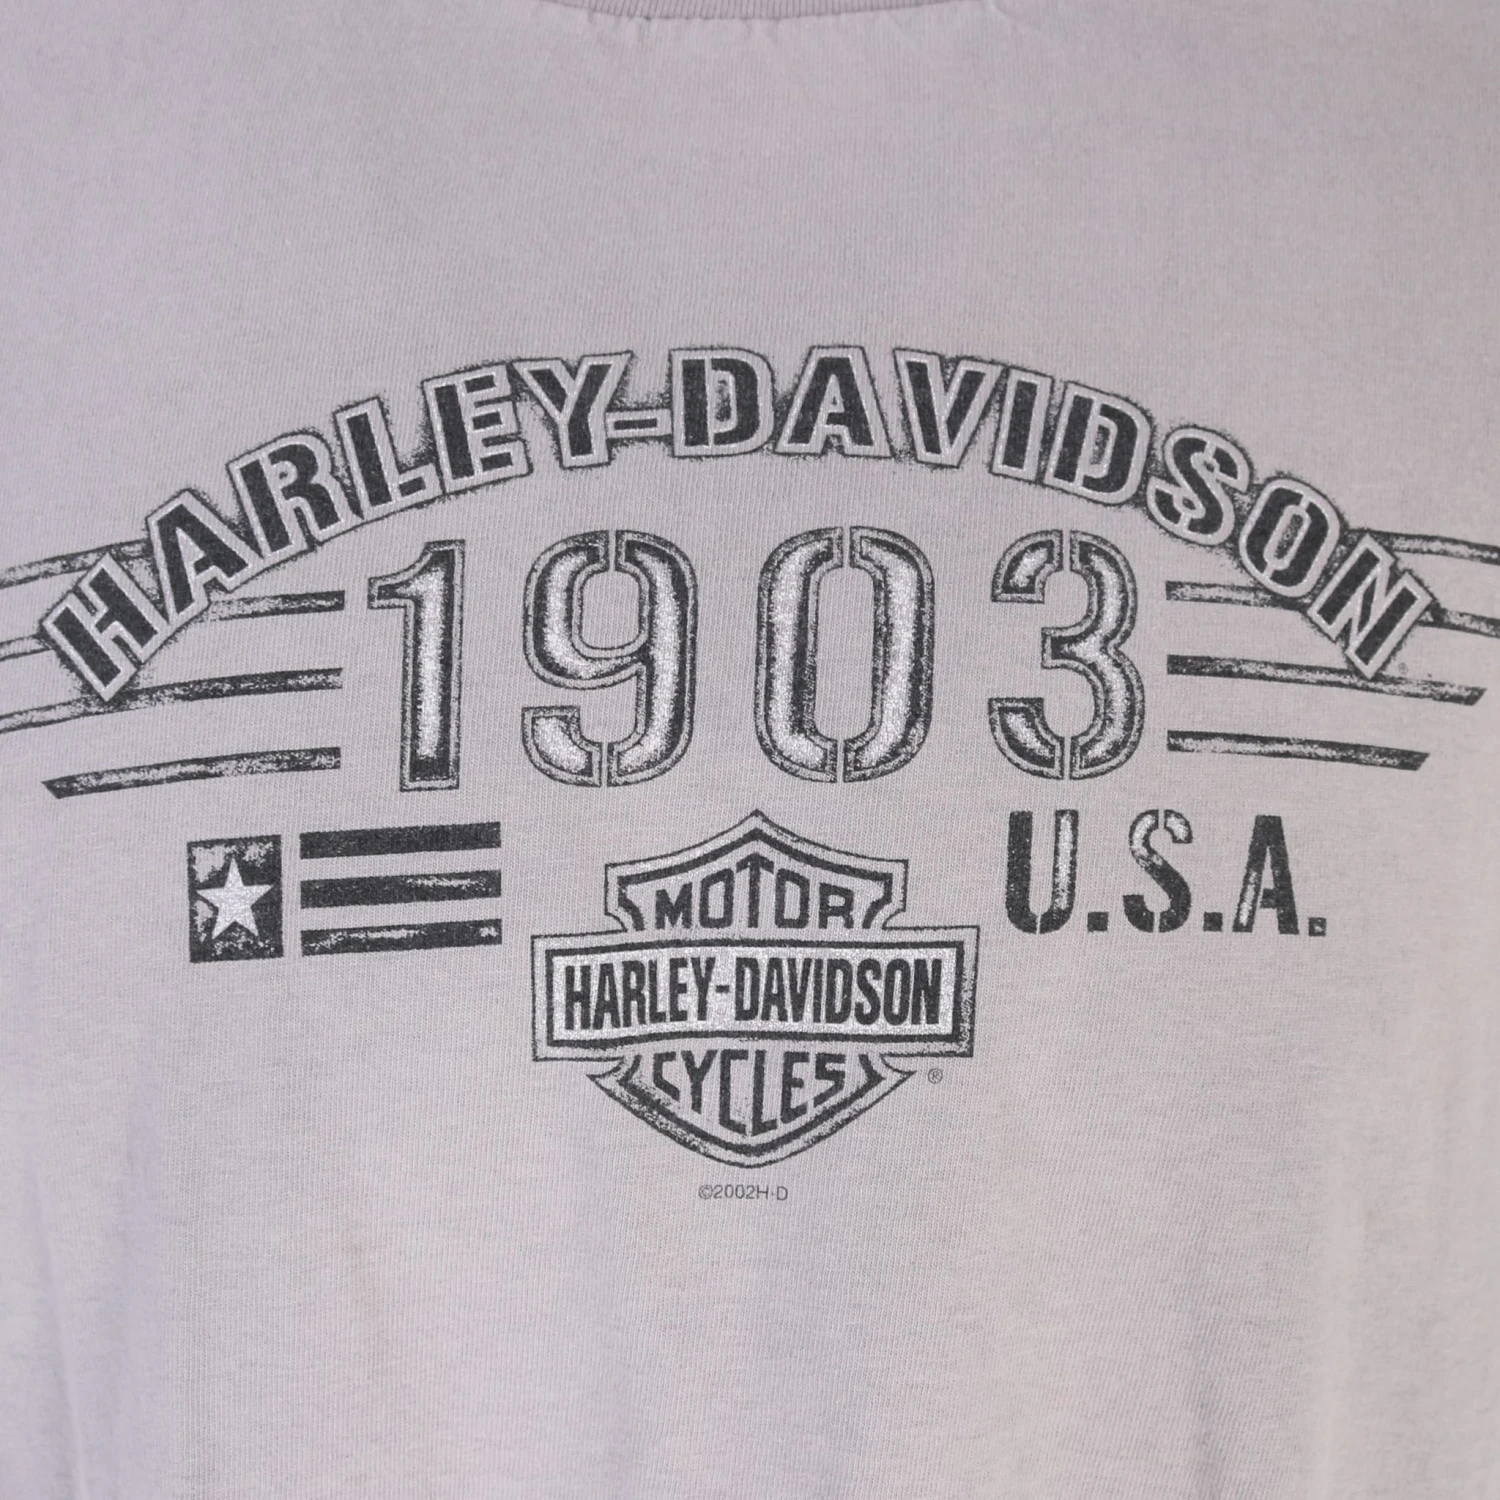 HARLEY-DAVIDSON
1903
U.S.A.
MOTOR
HARLEY-DAVIDSON
CYCLES
®
©2002H-D